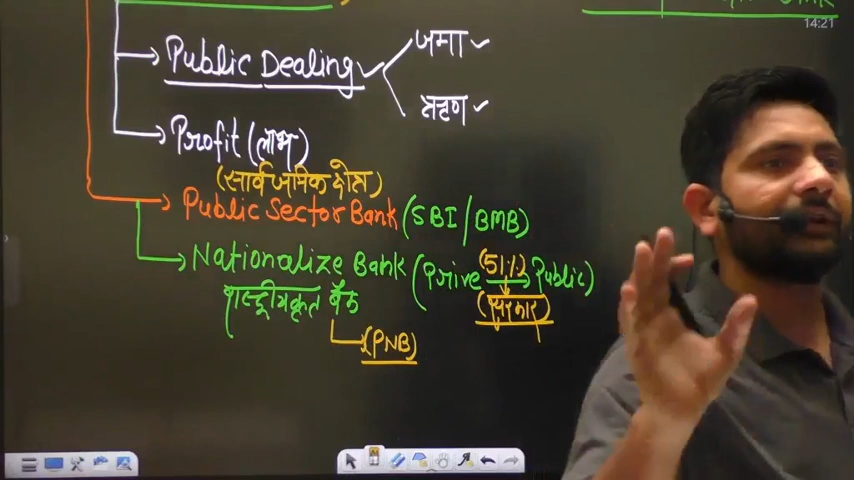 14:21
Public Dealing ✓ जमा ✓
ऋण ✓
Profit (लाभ)
(सार्वजनिक क्षेत्र)
Public Sector Bank (SBI/BMB)
Nationalize Bank (Prive (51%)→ Public)
राष्ट्रीयकृत बैंक (सरकार)
(PNB)